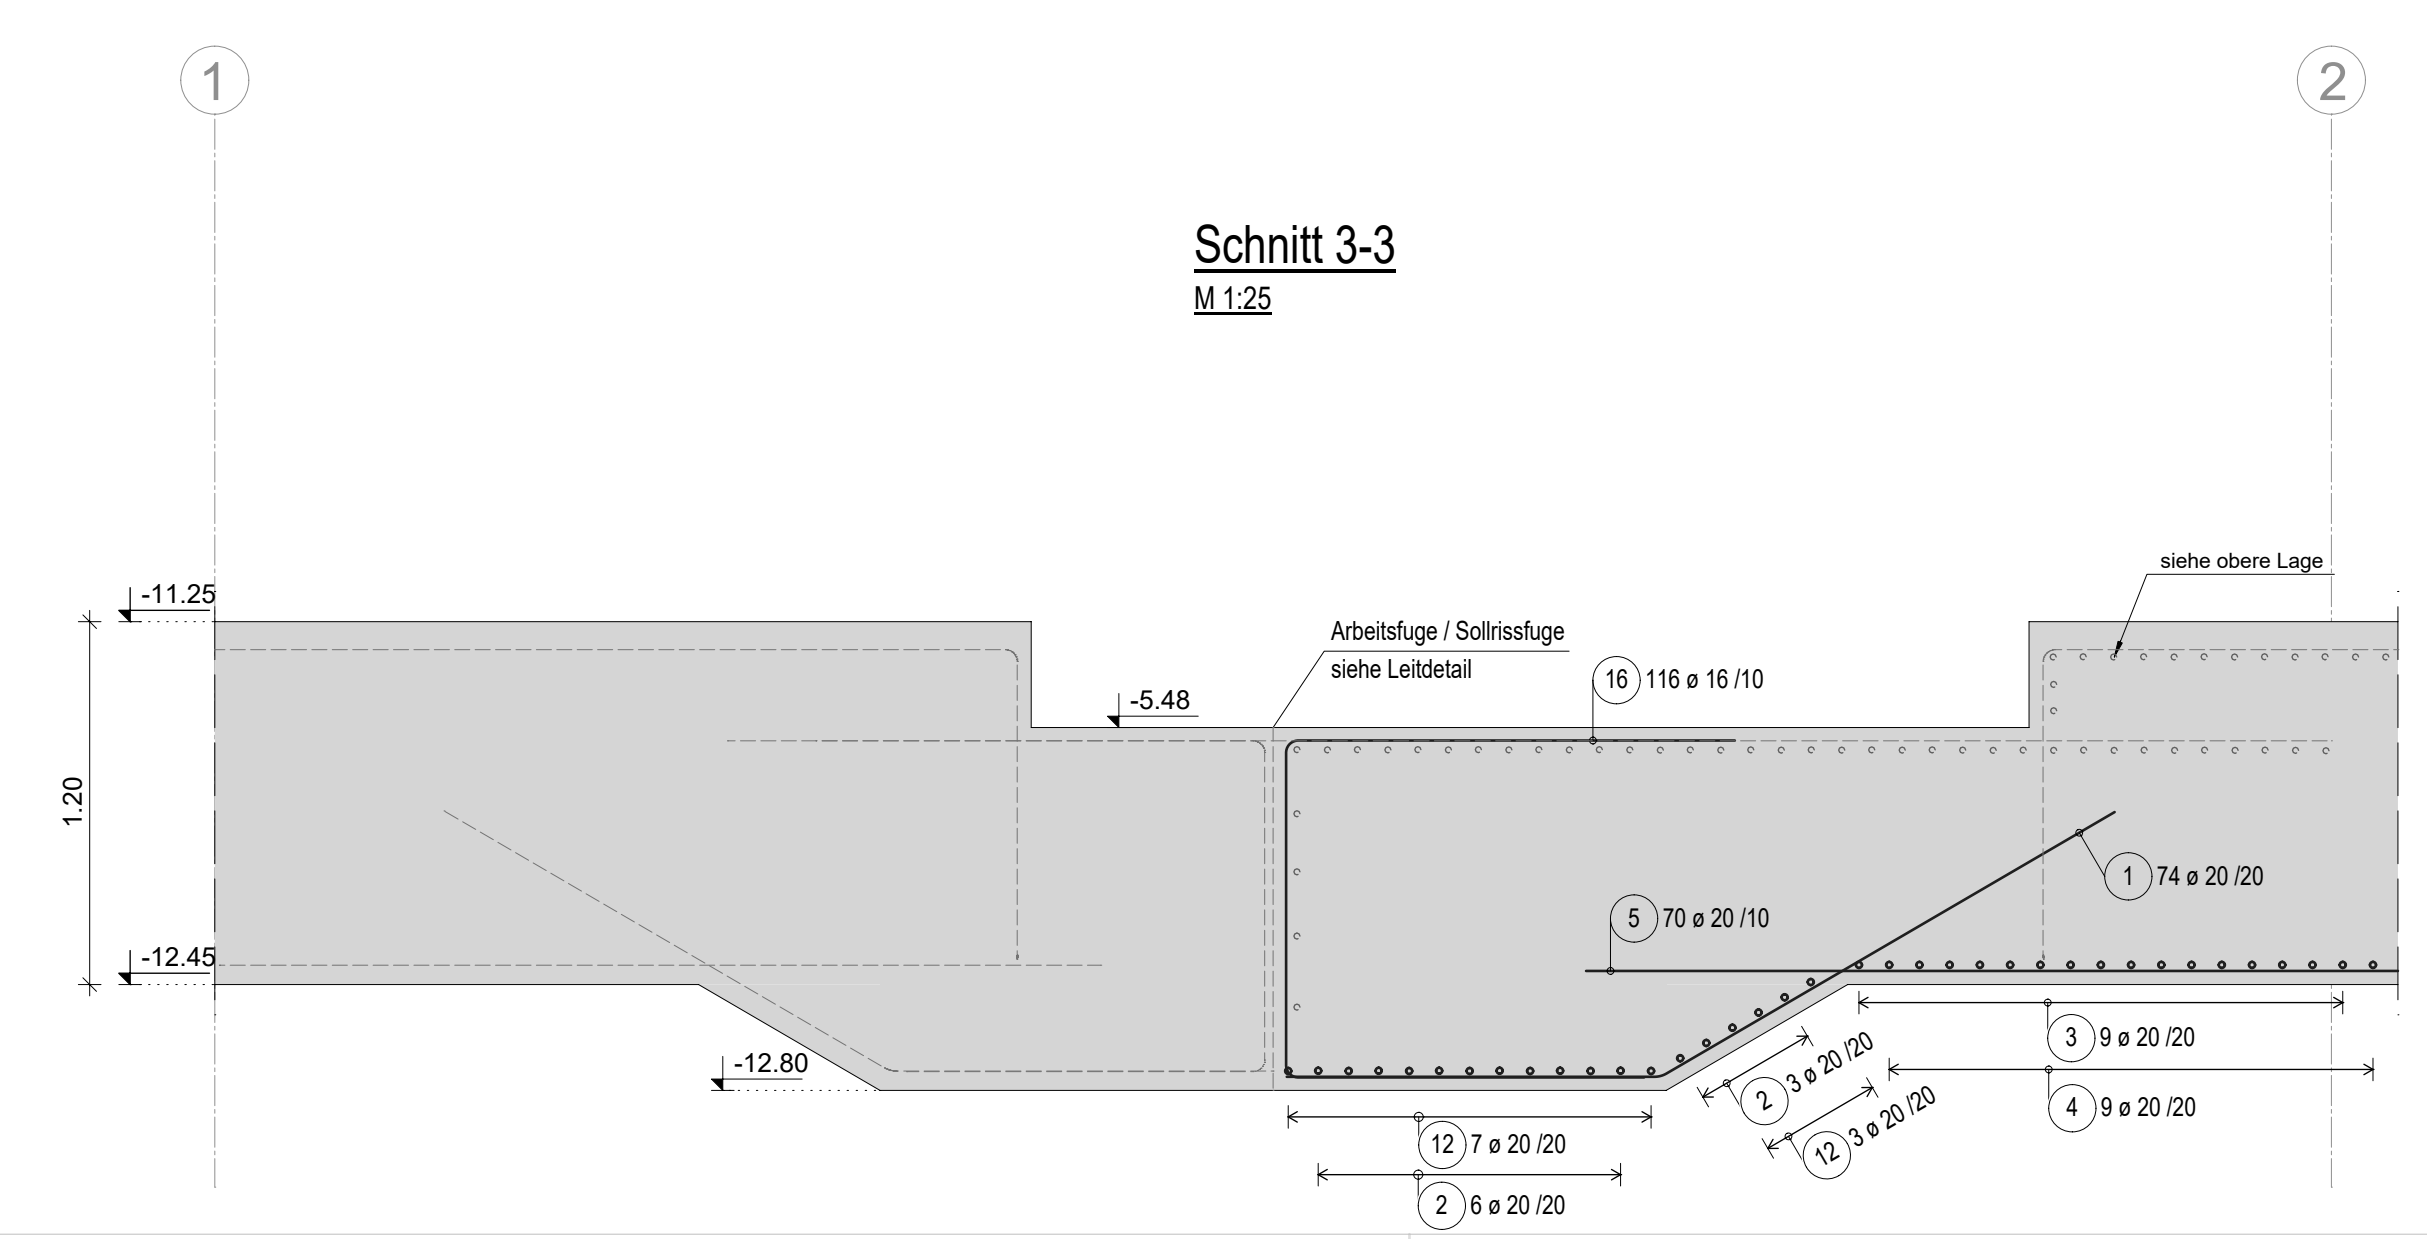 1
2
Schnitt 3-3
M 1:25
siehe obere Lage
-11.25
Arbeitsfuge / Sollrissfuge
siehe Leitdetail
16 116 ø 16 /10
-5.48
1.20
1 74 ø 20 /20
5 70 ø 20 /10
-12.45
3 9 ø 20 /20
-12.80
2 3 ø 20 /20
4 9 ø 20 /20
12 3 ø 20 /20
12 7 ø 20 /20
2 6 ø 20 /20